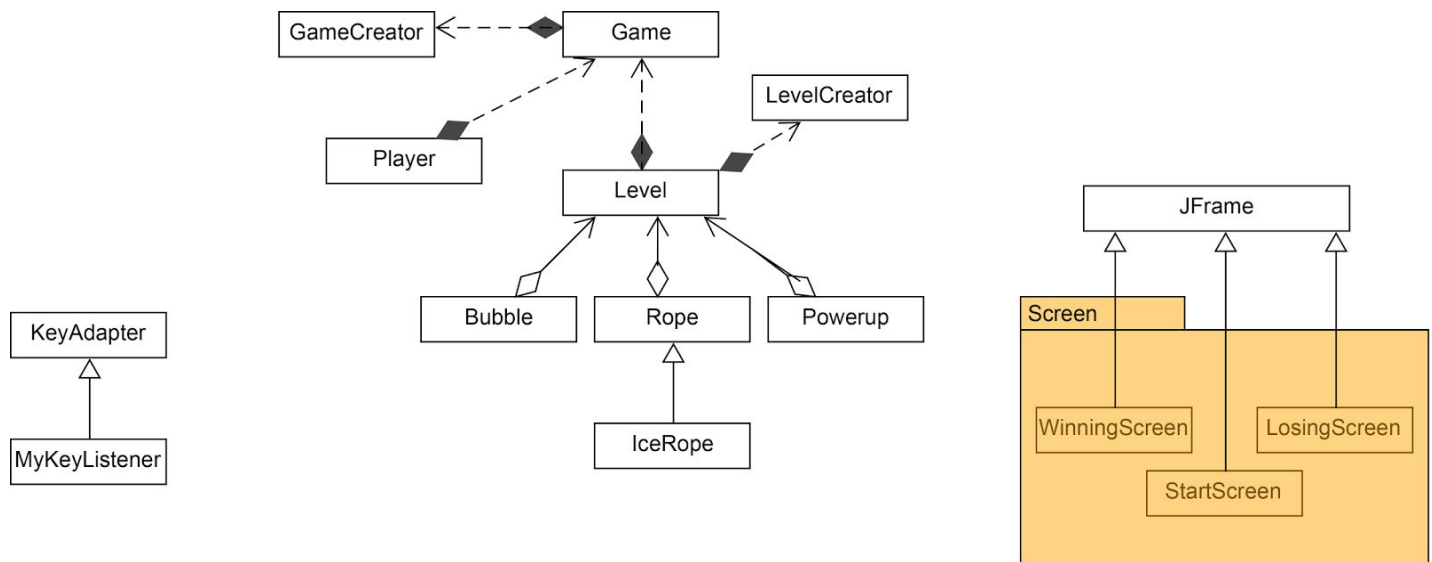 GameCreator
Game
LevelCreator
Player
Level
JFrame
Bubble
Rope
Powerup
Screen
KeyAdapter
WinningScreen
LosingScreen
IceRope
MyKeyListener
StartScreen